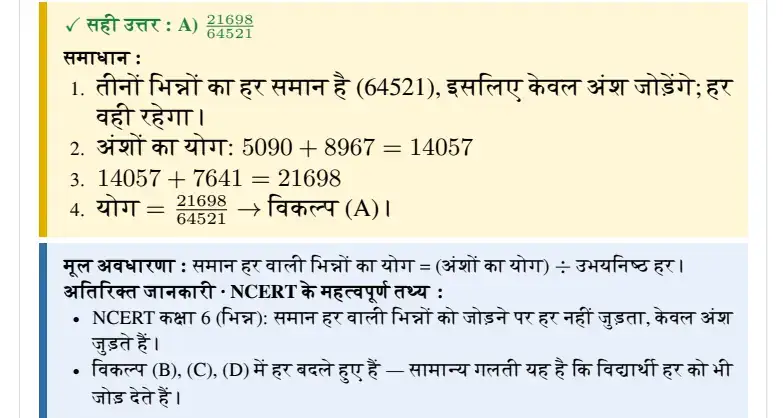 ✓ सही उत्तर : A) 21698/64521
समाधान :
1. तीनों भिन्नों का हर समान है (64521), इसलिए केवल अंश जोड़ेंगे; हर
वही रहेगा।
2. अंशों का योग: 5090 + 8967 = 14057
3. 14057 + 7641 = 21698
4. योग = 21698/64521 → विकल्प (A)।
मूल अवधारणा : समान हर वाली भिन्नों का योग = (अंशों का योग) ÷ उभयनिष्ठ हर।
अतिरिक्त जानकारी · NCERT के महत्वपूर्ण तथ्य :
• NCERT कक्षा 6 (भिन्न): समान हर वाली भिन्नों को जोड़ने पर हर नहीं जुड़ता, केवल अंश
जुड़ते हैं।
• विकल्प (B), (C), (D) में हर बदले हुए हैं — सामान्य गलती यह है कि विद्यार्थी हर को भी
जोड़ देते हैं।